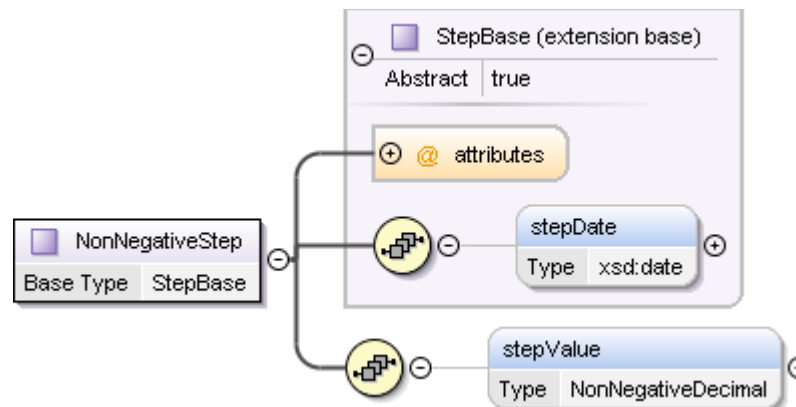 StepBase (extension base)
Abstract true
@ attributes
NonNegativeStep
Base Type StepBase
stepDate
Type xsd:date
stepValue
Type NonNegativeDecimal